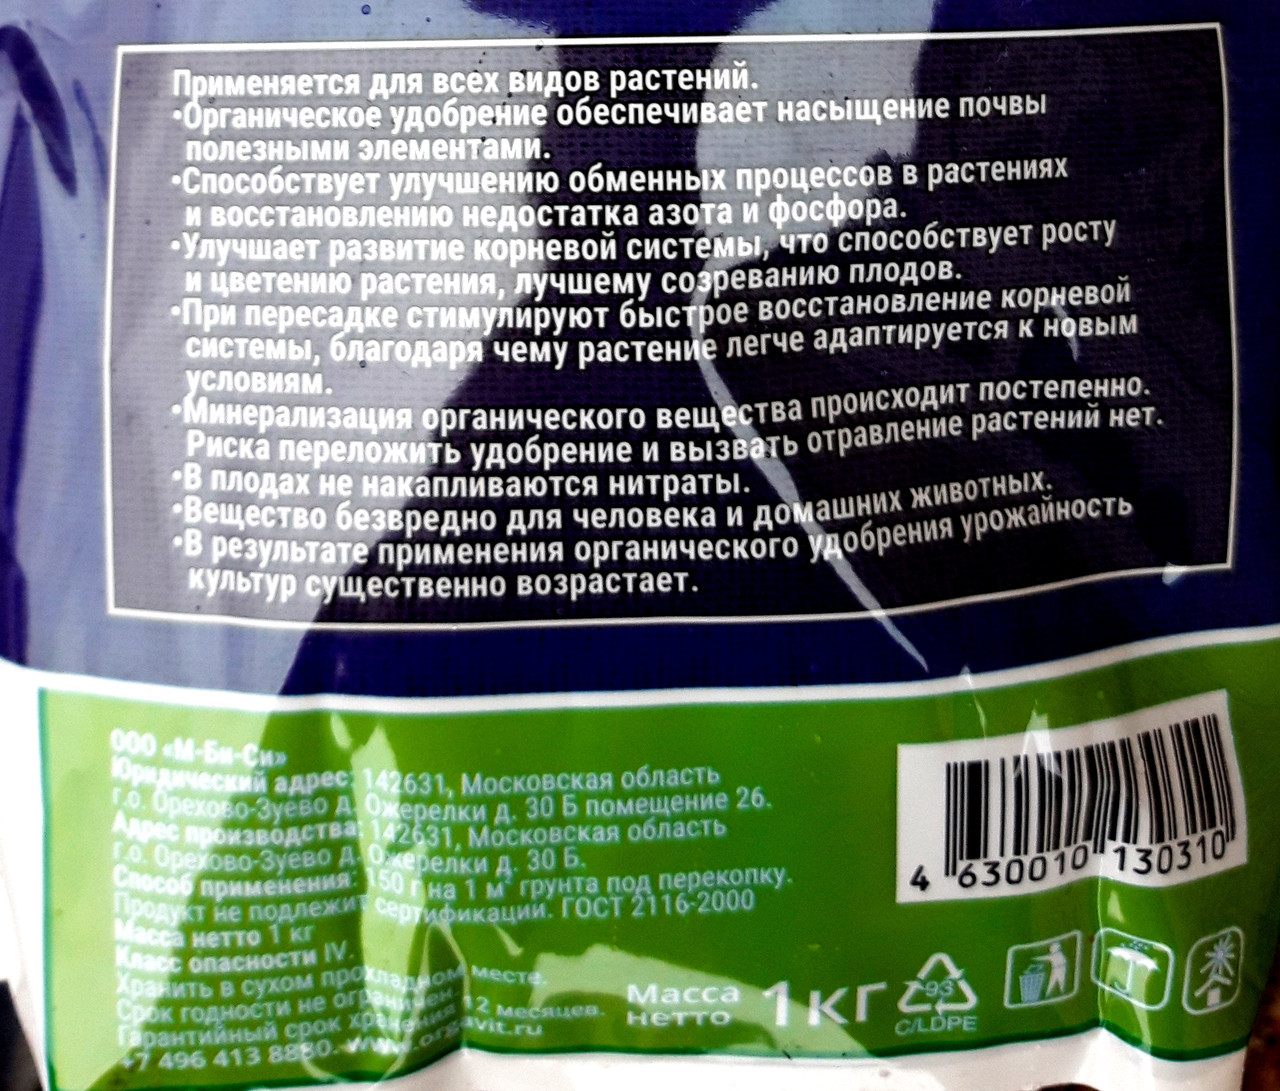 Применяется для всех видов растений.
•Органическое удобрение обеспечивает насыщение почвы
полезными элементами.
•Способствует улучшению обменных процессов в растениях
и восстановлению недостатка азота и фосфора.
•Улучшает развитие корневой системы, что способствует росту
и цветению растения, лучшему созреванию плодов.
•При пересадке стимулируют быстрое восстановление корневой
системы, благодаря чему растение легче адаптируется к новым
условиям.
•Минерализация органического вещества происходит постепенно.
Риска переложить удобрение и вызвать отравление растений нет.
•В плодах не накапливаются нитраты.
•Вещество безвредно для человека и домашних животных.
•В результате применения органического удобрения урожайность
культур существенно возрастает.
ООО «М-Би-Си»
Юридический адрес: 142631, Московская область
г.о. Орехово-Зуево д. Ожерелки д. 30 Б помещение 26.
Адрес производства: 142631, Московская область
г.о. Орехово-Зуево д. Ожерелки д. 30 Б.
Способ применения: 150 г на 1 м² грунта под перекопку.
Продукт не подлежит сертификации. ГОСТ 2116-2000
Масса нетто 1 кг
Класс опасности IV.
Хранить в сухом прохладном месте.
Срок годности не ограничен
Гарантийный срок хранения 12 месяцев.
+7 496 413 8880. www.orgavit.ru
4 630010 130310
Масса
нетто 1 кг
93
C/LDPE